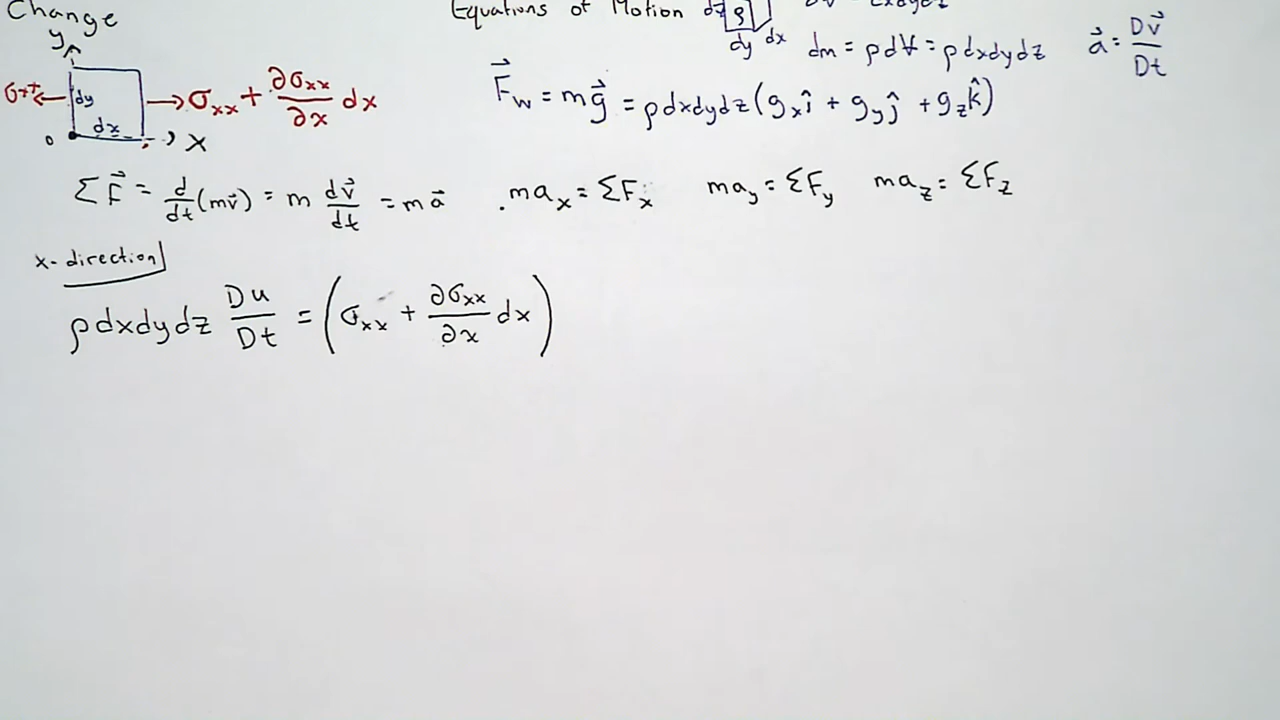 Change
Equations of Motion dz ρ
y
dy dx dm = ρd∀ = ρdxdydz
a⃗ = Dv⃗/Dt
σxx dy → σxx + ∂σxx/∂x dx
F⃗w = mg⃗ = ρdxdydz(gxî + gyĵ + gzk̂)
dx
o x
ΣF⃗ = d/dt(mv⃗) = m dv⃗/dt = ma⃗ max = ΣFx may = ΣFy maz = ΣFz
x-direction
ρdxdydz Du/Dt = (σxx + ∂σxx/∂x dx)